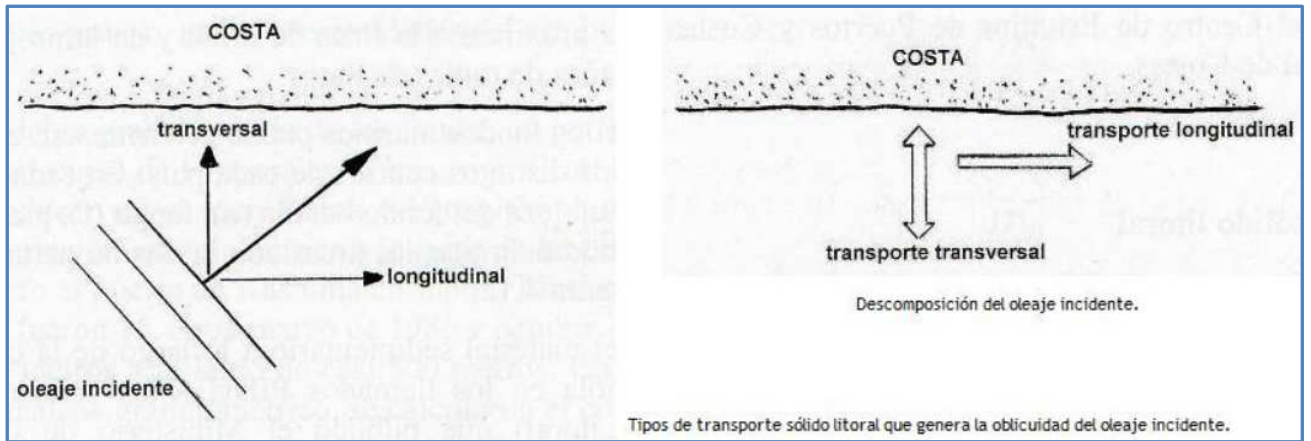 COSTA
transversal
longitudinal
oleaje incidente
COSTA
transporte longitudinal
transporte transversal
Descomposición del oleaje incidente.
Tipos de transporte sólido litoral que genera la oblicuidad del oleaje incidente.